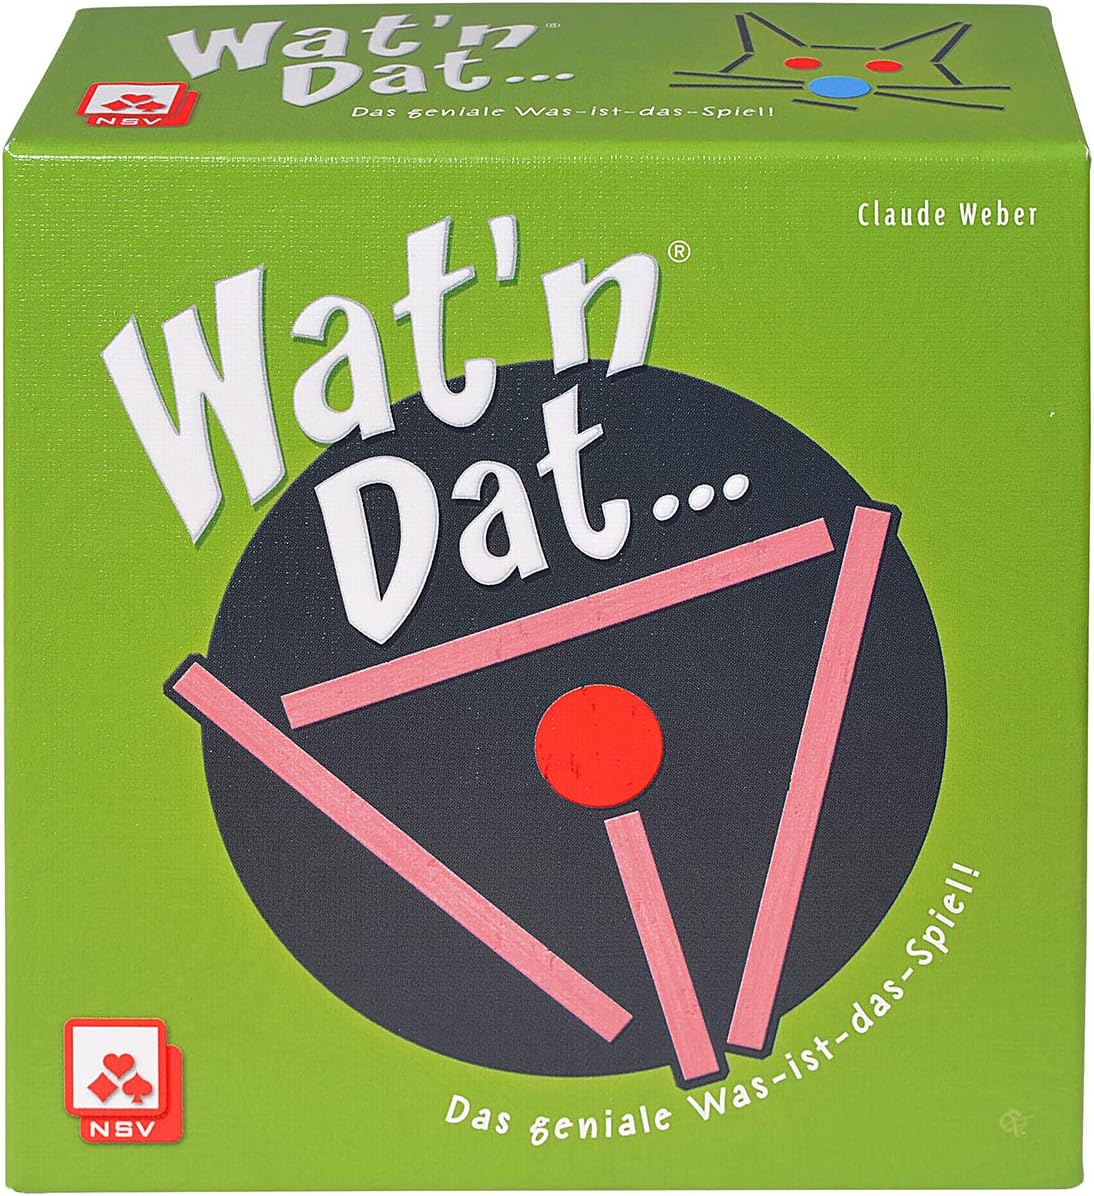 Wat'n®
Dat...
Das geniale Was-ist-das-Spiel!
NSV
Claude Weber
Wat'n®
Dat...
Das geniale Was-ist-das-Spiel!
NSV